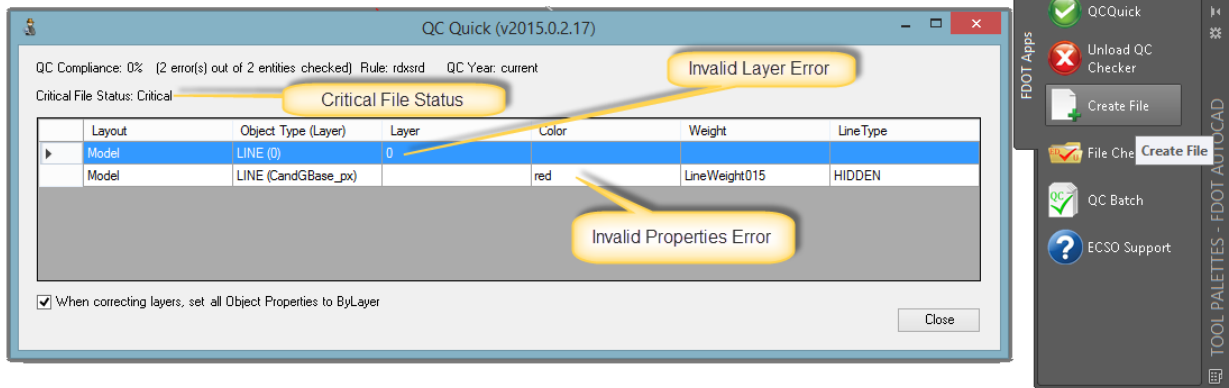 QC Quick (v2015.0.2.17)
QC Compliance: 0% (2 error(s) out of 2 entities checked) Rule: rdxsrd QC Year: current
Invalid Layer Error
Critical File Status: Critical
Critical File Status
Layout Object Type (Layer) Layer Color Weight LineType
Model LINE (0) 0
Model LINE (CandGBase_px) red LineWeight015 HIDDEN
Invalid Properties Error
When correcting layers, set all Object Properties to ByLayer
Close
FDOT Apps
QCQuick
Unload QC
Checker
Create File
File Che
Create File
QC Batch
ECSO Support
TOOL PALETTES - FDOT AUTOCAD